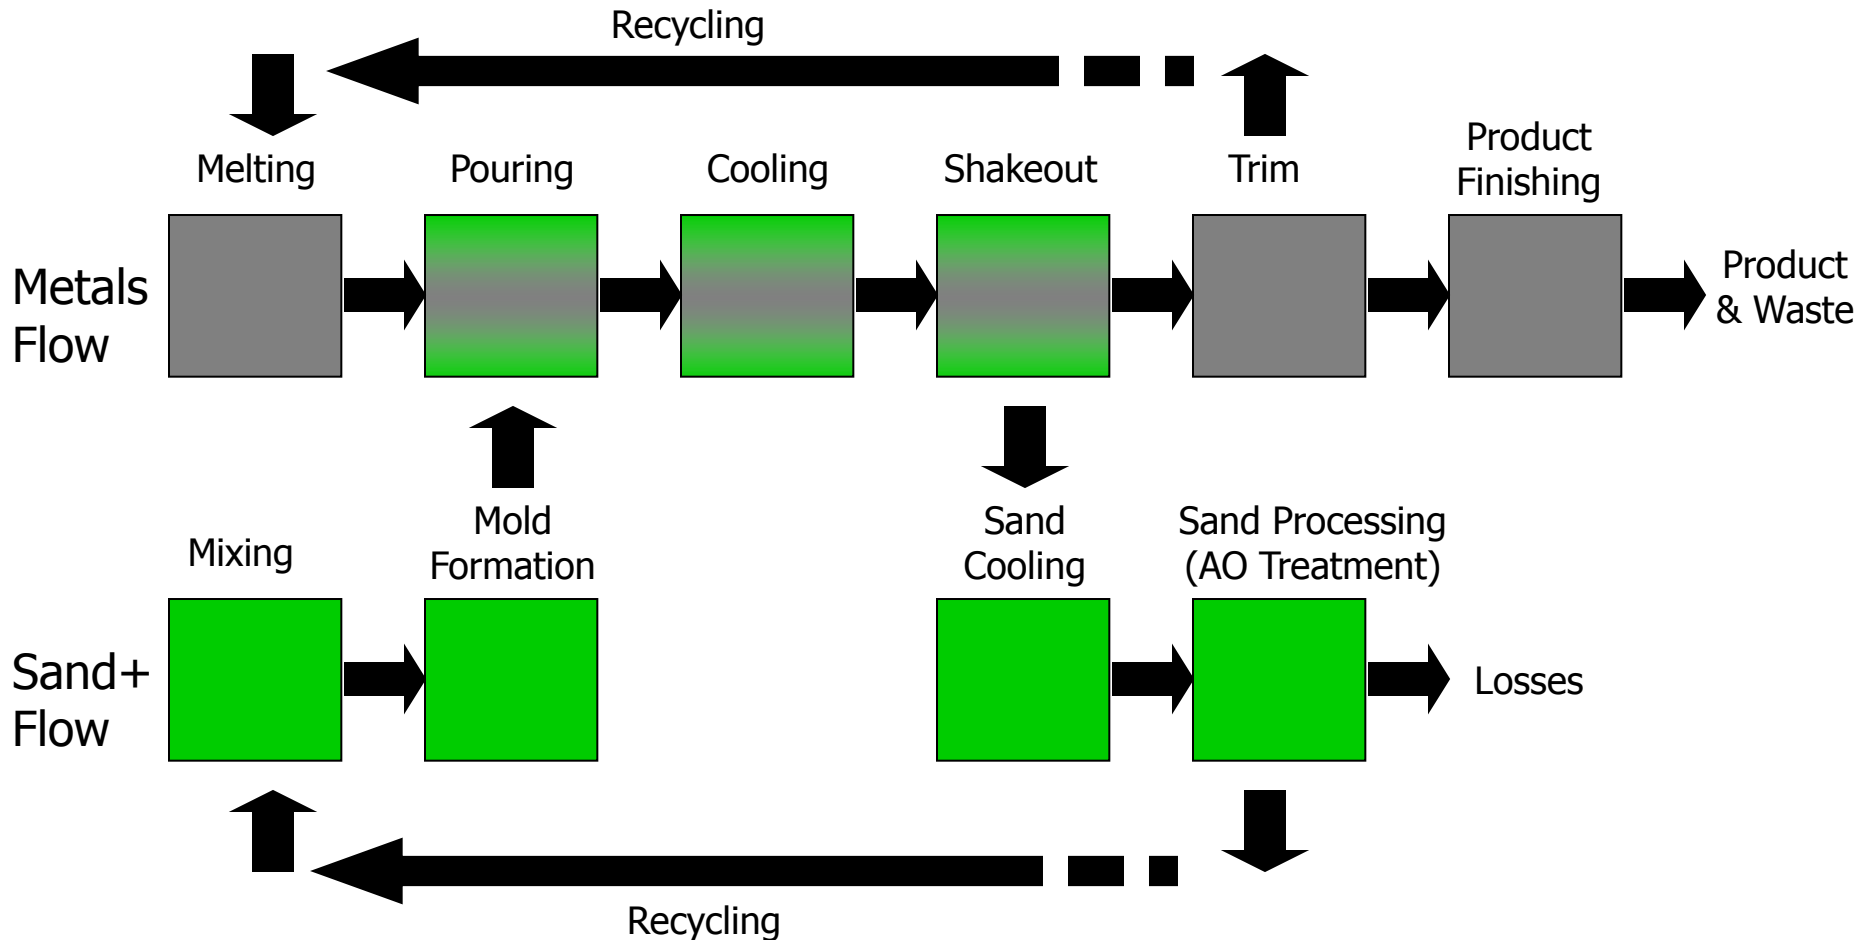 Recycling
Melting
Pouring
Cooling
Shakeout
Trim
Product
Finishing
Metals
Flow
Product
& Waste
Mixing
Mold
Formation
Sand
Cooling
Sand Processing
(AO Treatment)
Sand+
Flow
Losses
Recycling